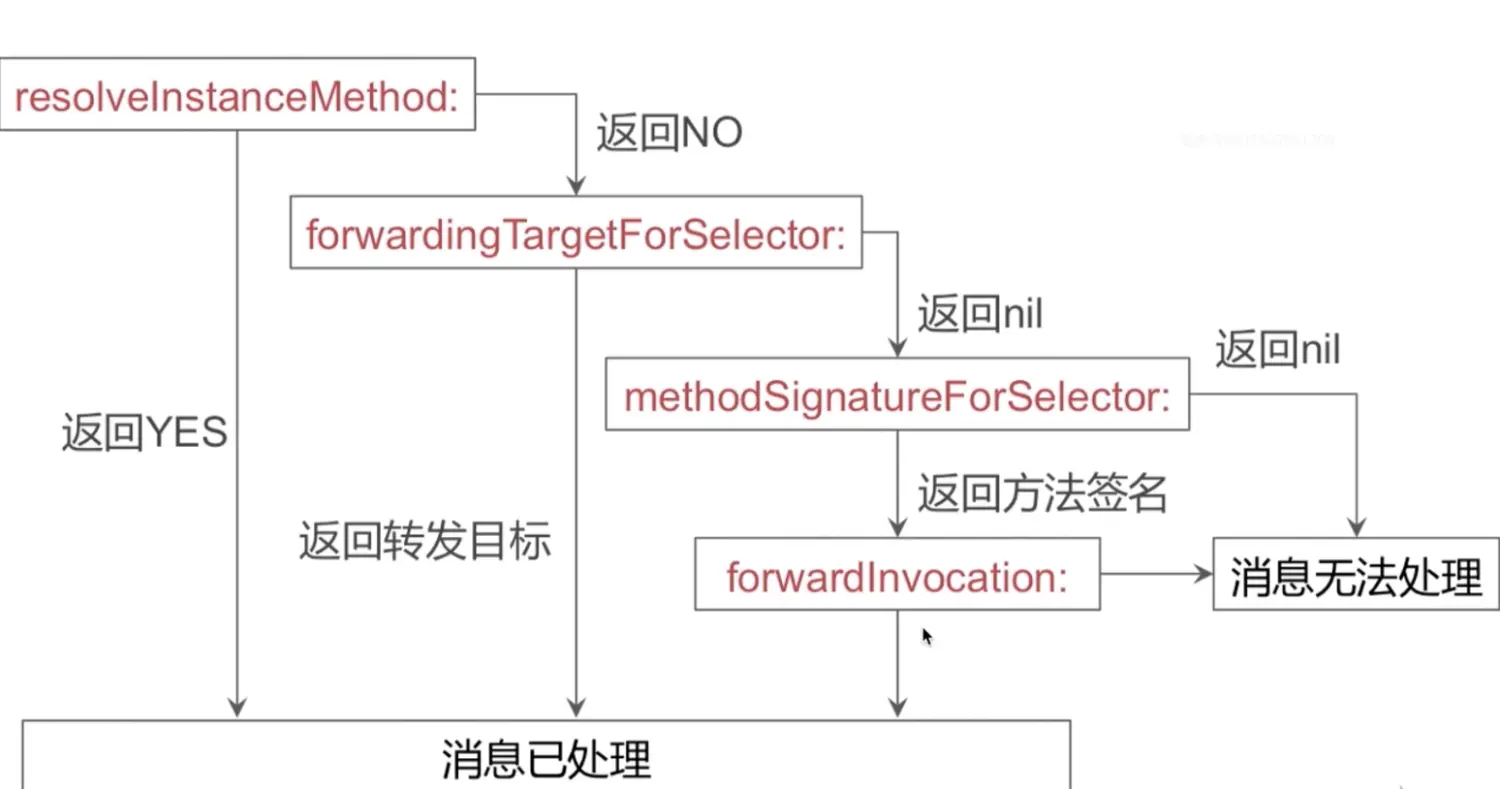 resolveInstanceMethod:
返回NO
forwardingTargetForSelector:
返回nil
返回nil
methodSignatureForSelector:
返回YES
返回方法签名
返回转发目标
forwardInvocation:
消息无法处理
消息已处理